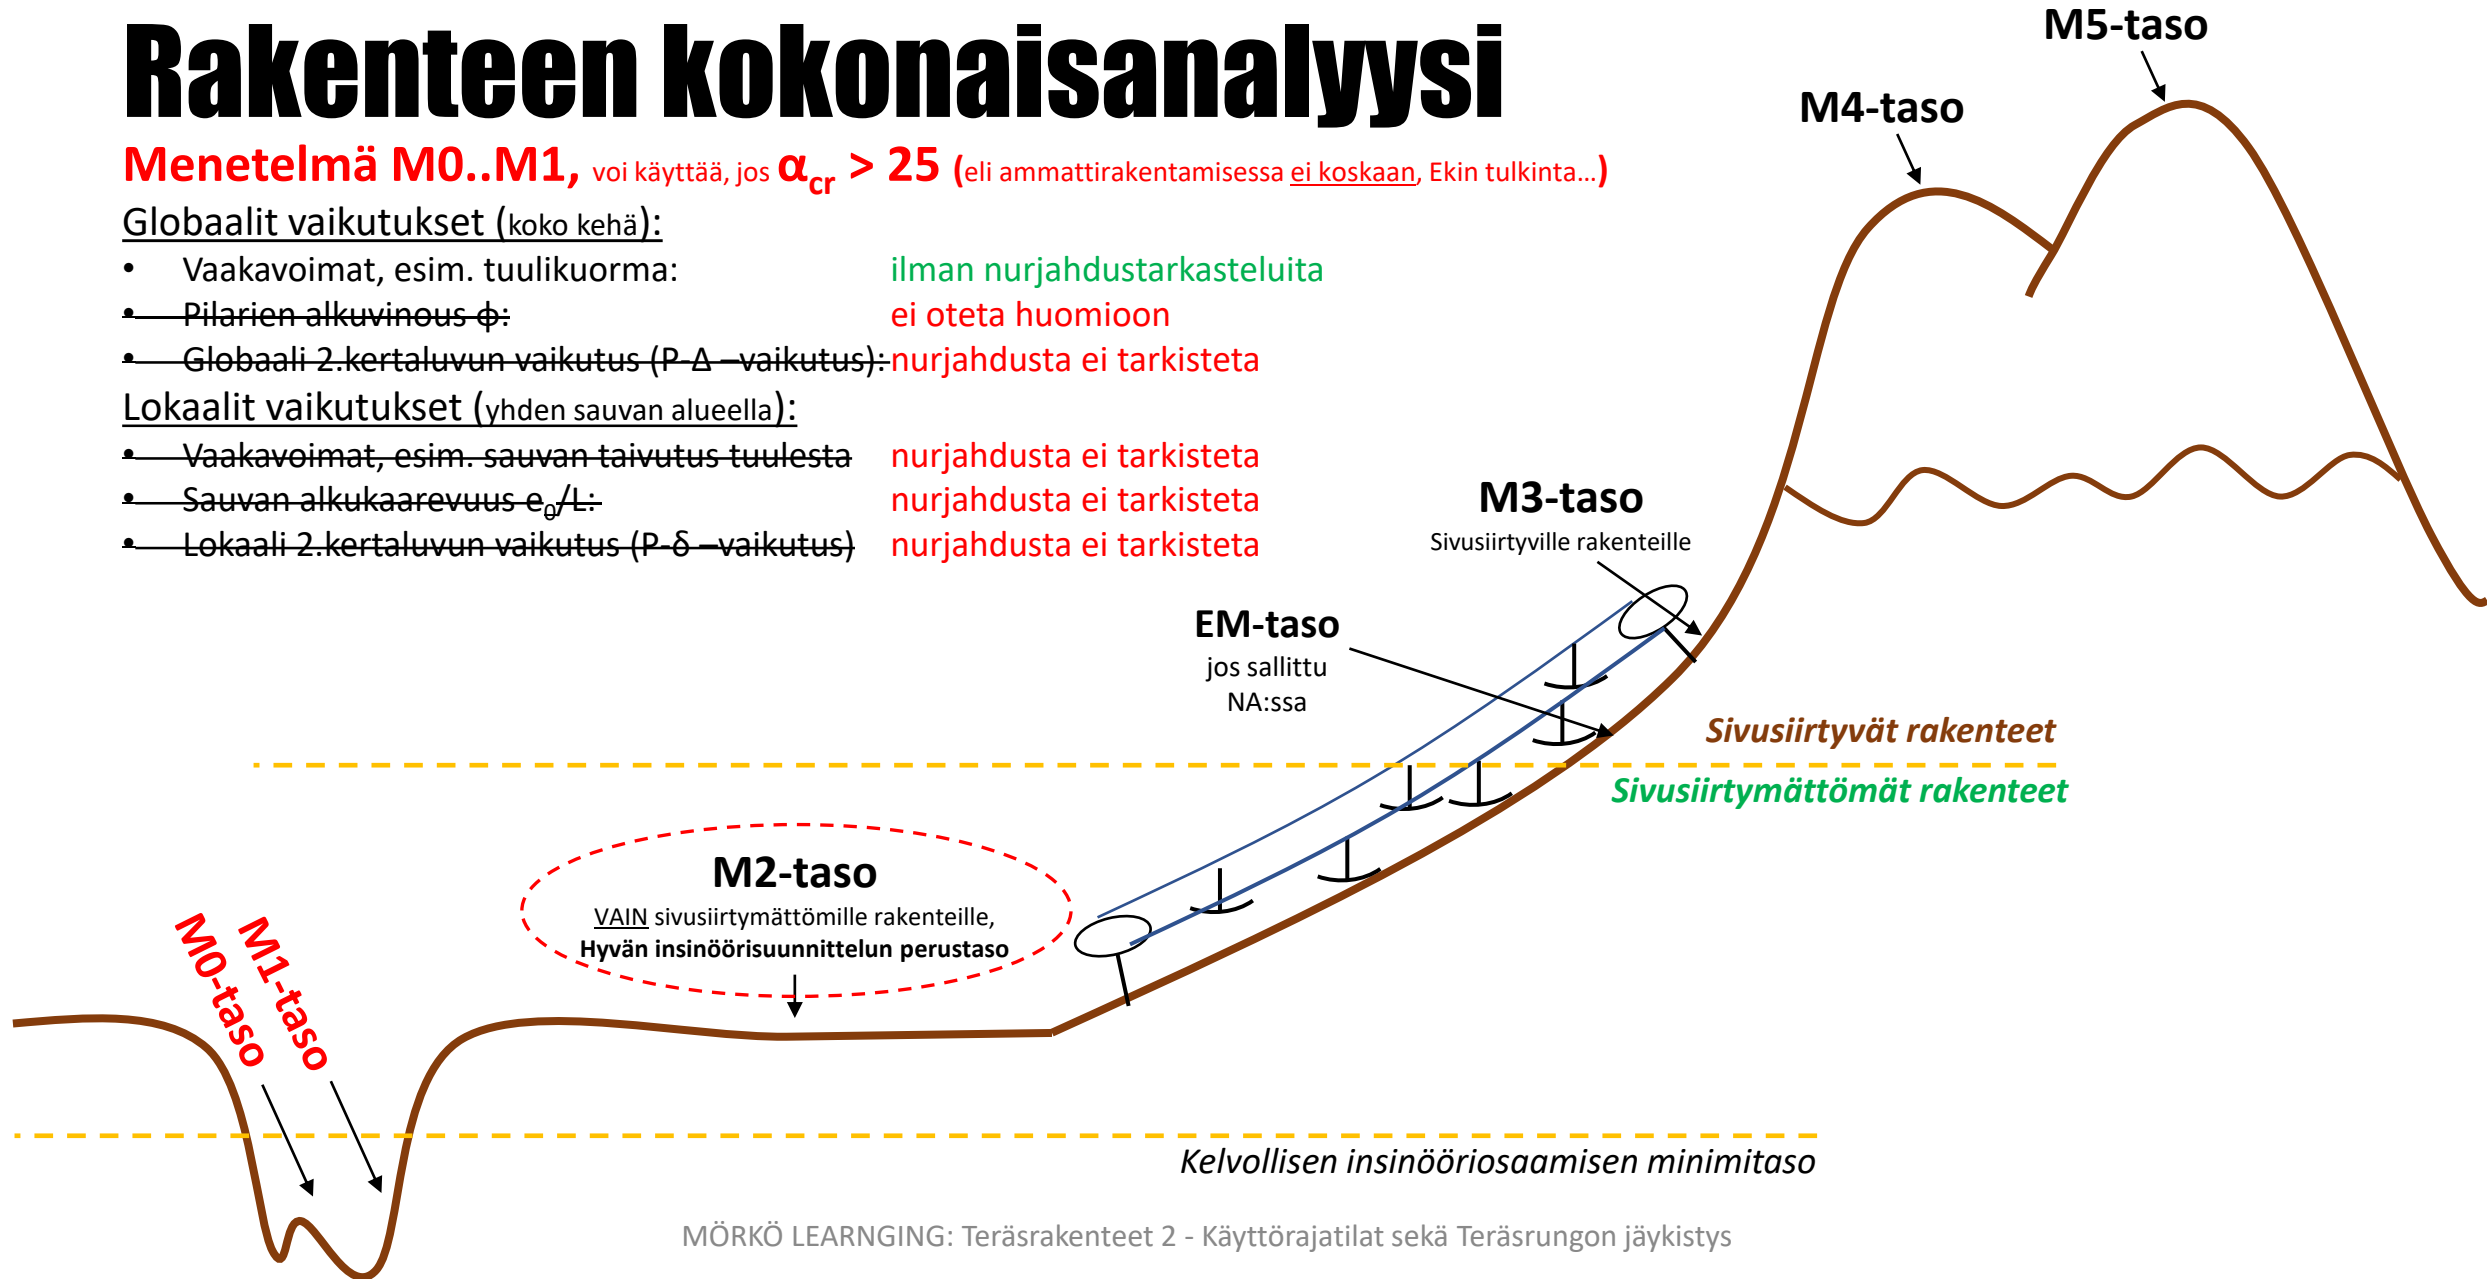 Rakenteen kokonaisanalyysi
Menetelmä M0..M1, voi käyttää, jos αcr > 25 (eli ammattirakentamisessa ei koskaan, Ekin tulkinta...)
Globaalit vaikutukset (koko kehä):
• Vaakavoimat, esim. tuulikuorma: ilman nurjahdustarkasteluita
• Pilarien alkuvinous ϕ: ei oteta huomioon
• Globaali 2.kertaluvun vaikutus (P-Δ –vaikutus): nurjahdusta ei tarkisteta
Lokaalit vaikutukset (yhden sauvan alueella):
• Vaakavoimat, esim. sauvan taivutus tuulesta nurjahdusta ei tarkisteta
• Sauvan alkukaarevuus e0/L: nurjahdusta ei tarkisteta
• Lokaali 2.kertaluvun vaikutus (P-δ –vaikutus) nurjahdusta ei tarkisteta
M5-taso
M4-taso
M3-taso
Sivusiirtyville rakenteille
EM-taso
jos sallittu
NA:ssa
Sivusiirtyvät rakenteet
Sivusiirtymättömät rakenteet
M2-taso
VAIN sivusiirtymättömille rakenteille,
Hyvän insinöörisuunnittelun perustaso
M0-taso
M1-taso
Kelvollisen insinööriosaamisen minimitaso
MÖRKÖ LEARNGING: Teräsrakenteet 2 - Käyttörajatilat sekä Teräsrungon jäykistys